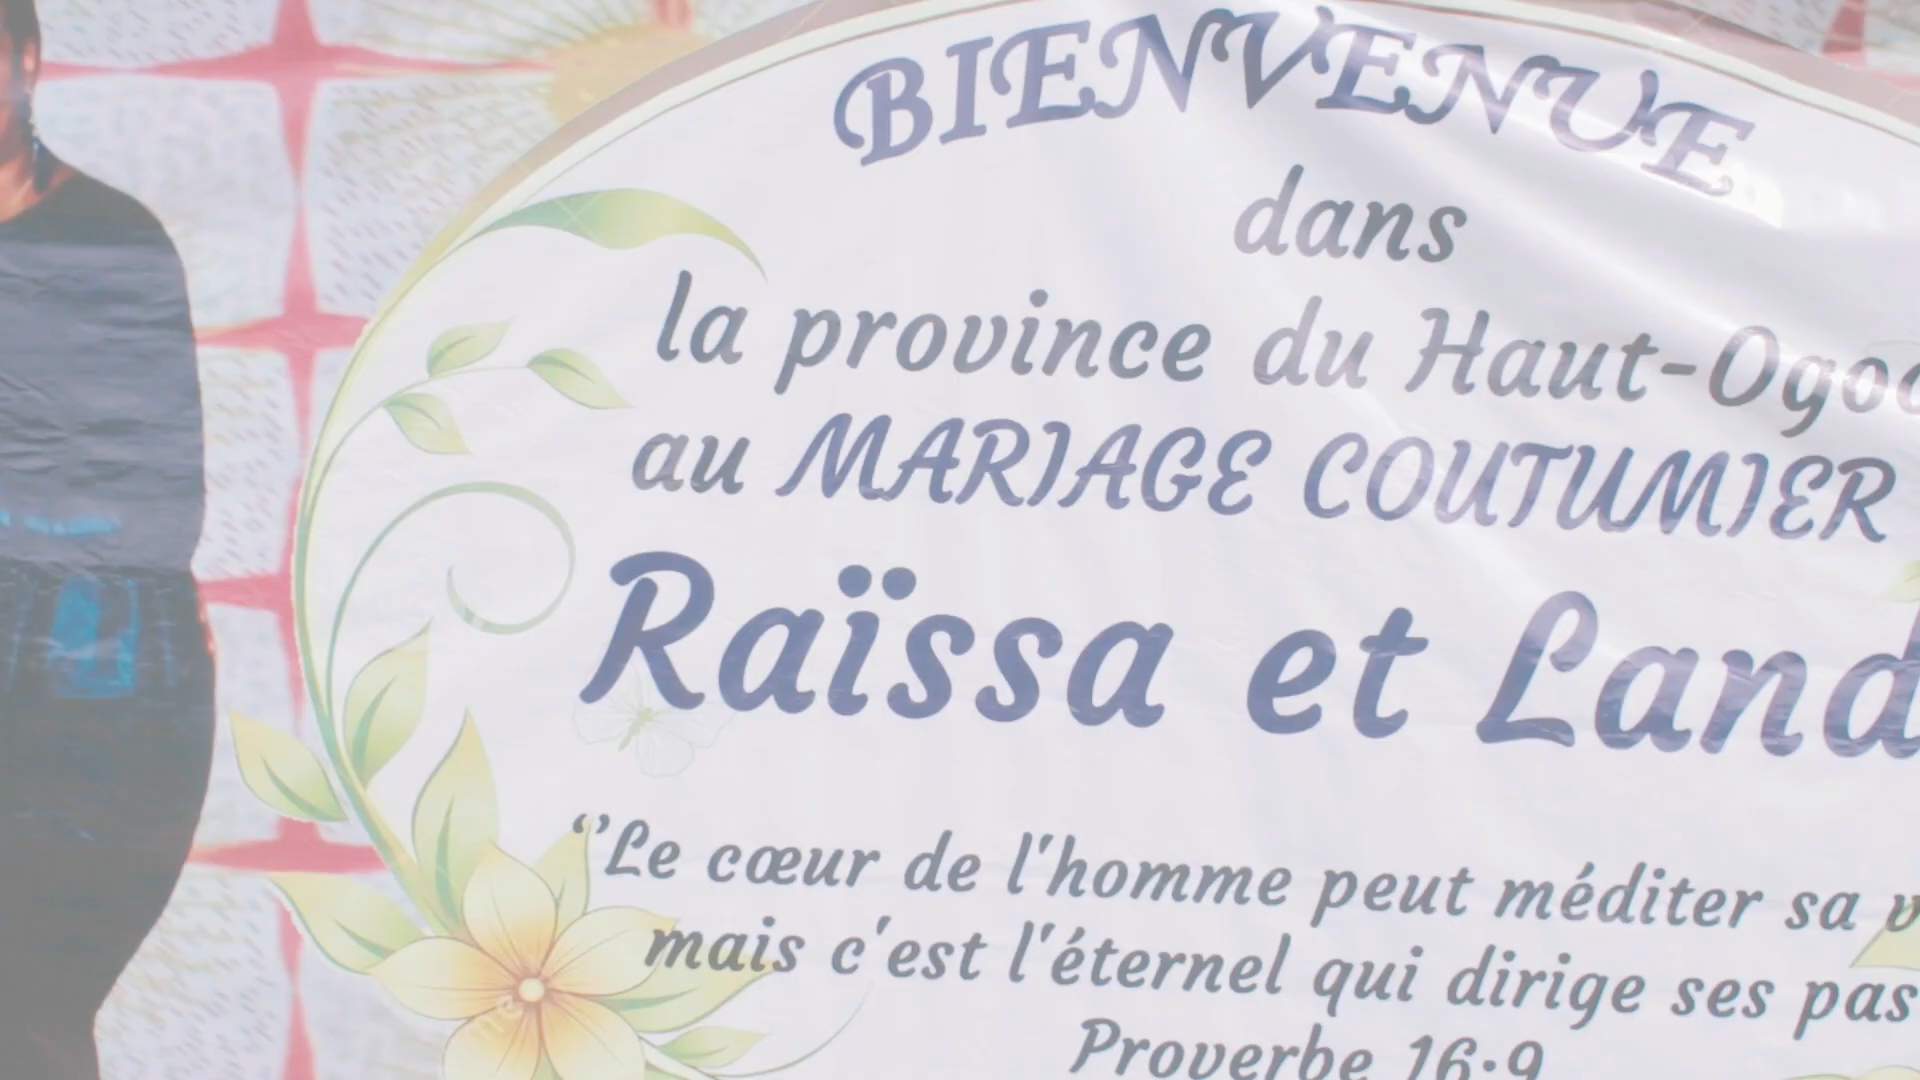 BIENVENUE
dans
la province du Haut-Ogoo
au MARIAGE COUTUMIER
Raïssa et Land
“Le cœur de l'homme peut méditer sa v
mais c'est l'éternel qui dirige ses pas
Proverbe 16:9